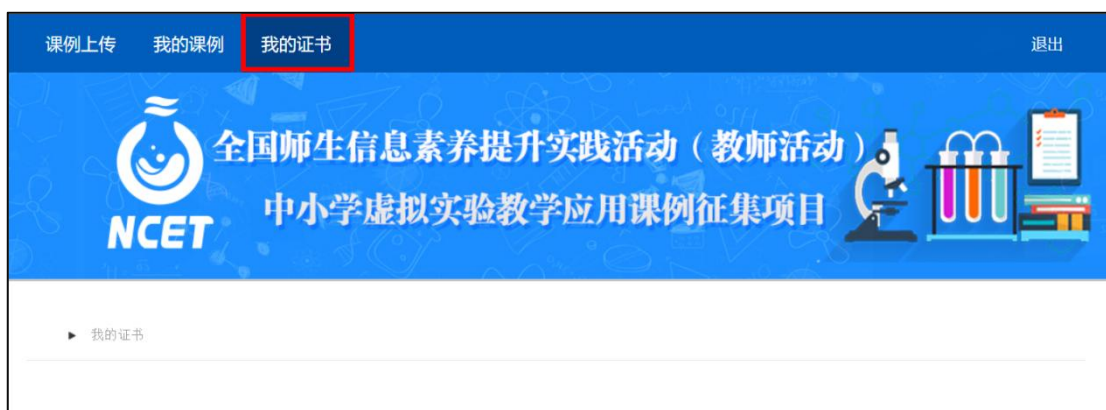 课例上传 我的课例 我的证书 退出
全国师生信息素养提升实践活动（教师活动）
中小学虚拟实验教学应用课例征集项目
NCET
我的证书